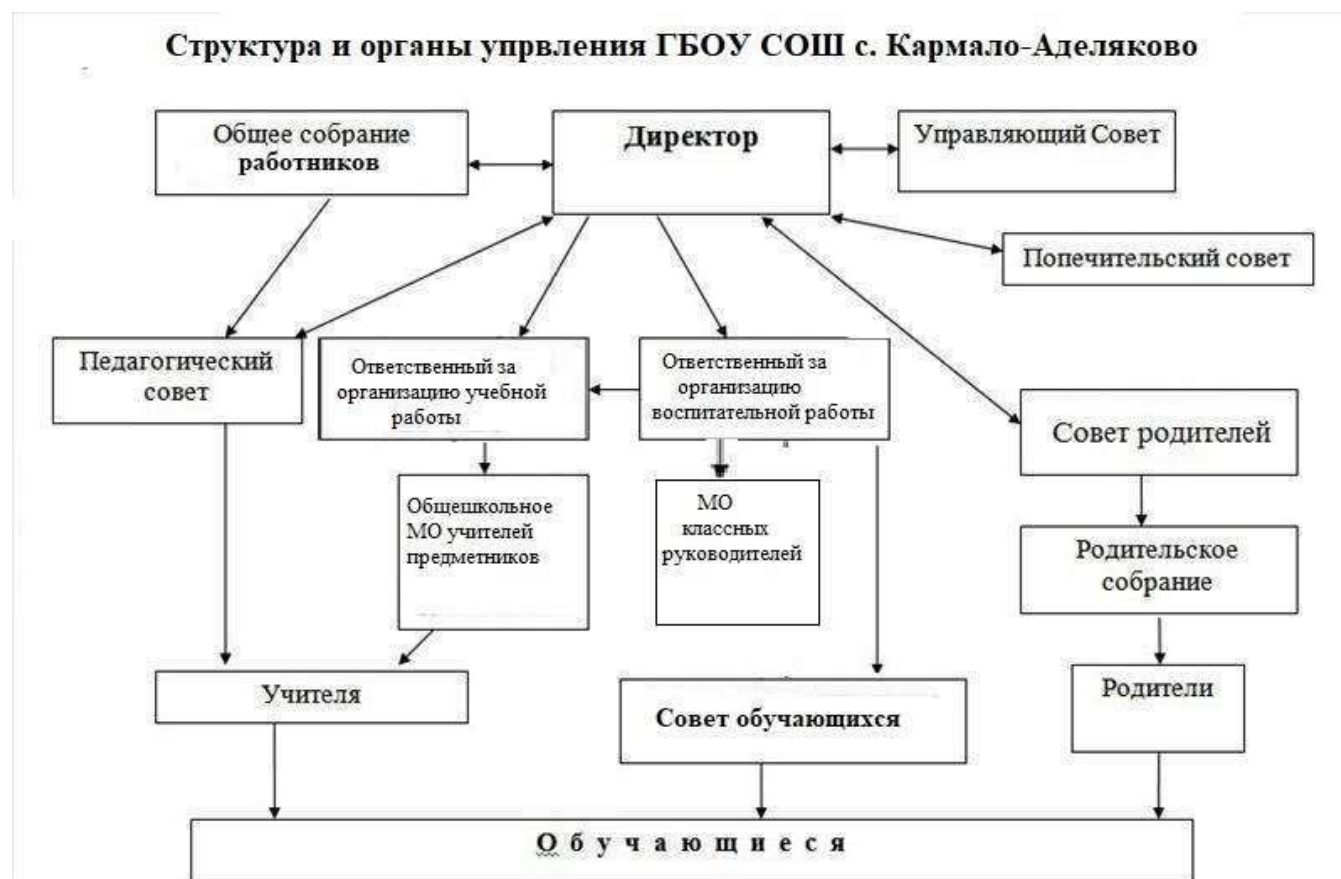 Структура и органы упрвления ГБОУ СОШ с. Кармало-Аделяково
Общее собрание
работников
Директор
Управляющий Совет
Попечительский совет
Педагогический
совет
Ответственный за
организацию учебной
работы
Ответственный за
организацию
воспитательной работы
Совет родителей
Общешкольное
МО учителей
предметников
МО
классных
руководителей
Родительское
собрание
Учителя
Совет обучающихся
Родители
О б у ч а ю щ и е с я